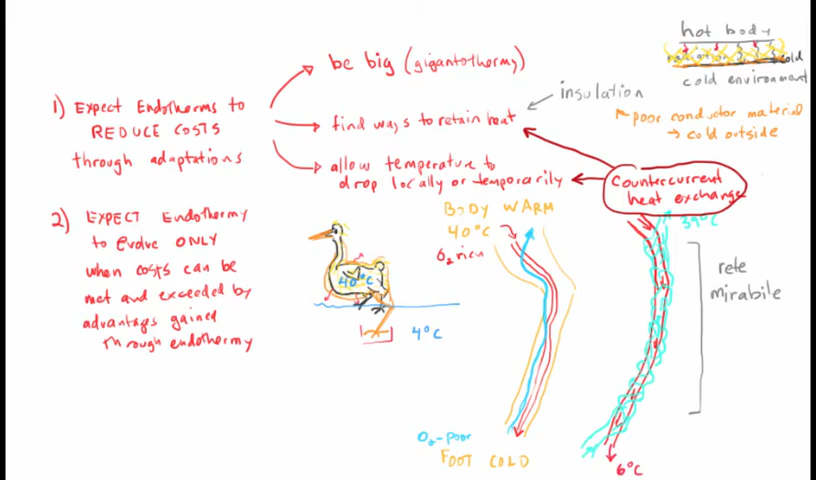 hot body
radiation
cold
cold environment
be big (gigantothermy)
insulation
1) Expect Endotherms to
REDUCE COSTS
through adaptations
find ways to retain heat
poor conductor material
→ cold outside
allow temperature to
drop locally or temporarily
Countercurrent
heat exchange
2) EXPECT Endothermy
to evolve ONLY
when costs can be
met and exceeded by
advantages gained
through endothermy
BODY WARM
40°C
O2 rich
39°C
40°C
4°C
rete
mirabile
O2-poor
FOOT COLD
6°C